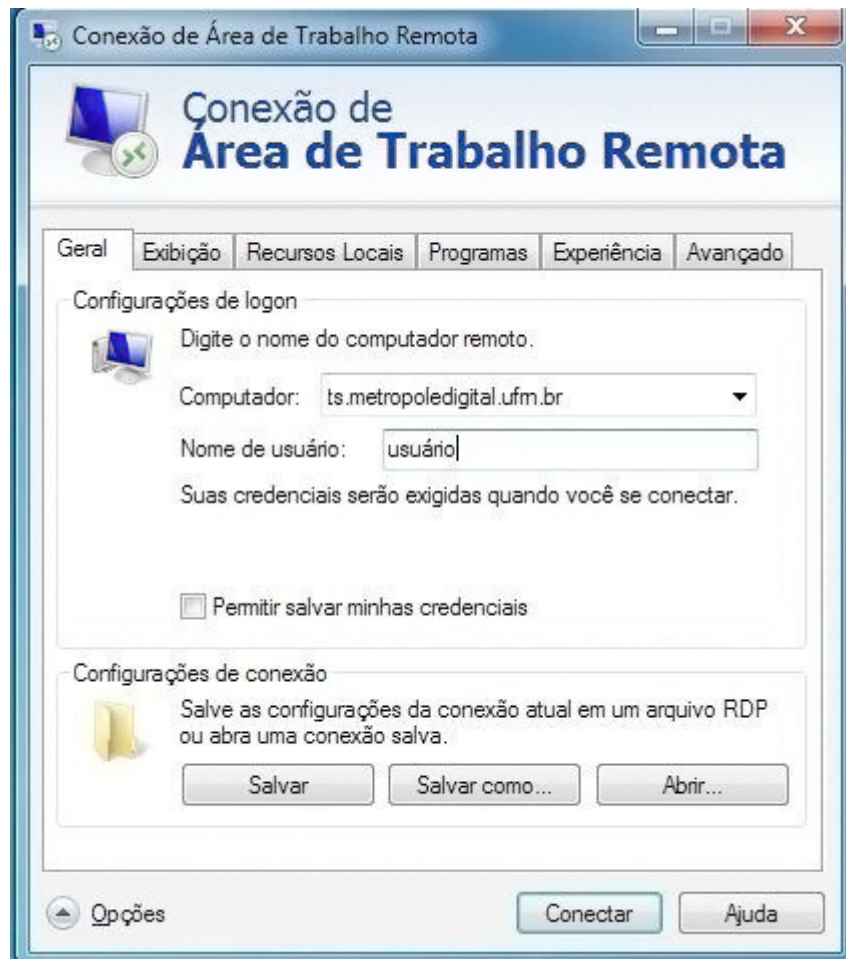 Conexão de Área de Trabalho Remota
Conexão de
Área de Trabalho Remota
Geral
Exibição
Recursos Locais
Programas
Experiência
Avançado
Configurações de logon
Digite o nome do computador remoto.
Computador: ts.metropoledigital.ufrn.br
Nome de usuário: usuário
Suas credenciais serão exigidas quando você se conectar.
Permitir salvar minhas credenciais
Configurações de conexão
Salve as configurações da conexão atual em um arquivo RDP
ou abra uma conexão salva.
Salvar
Salvar como...
Abrir...
Opções
Conectar
Ajuda